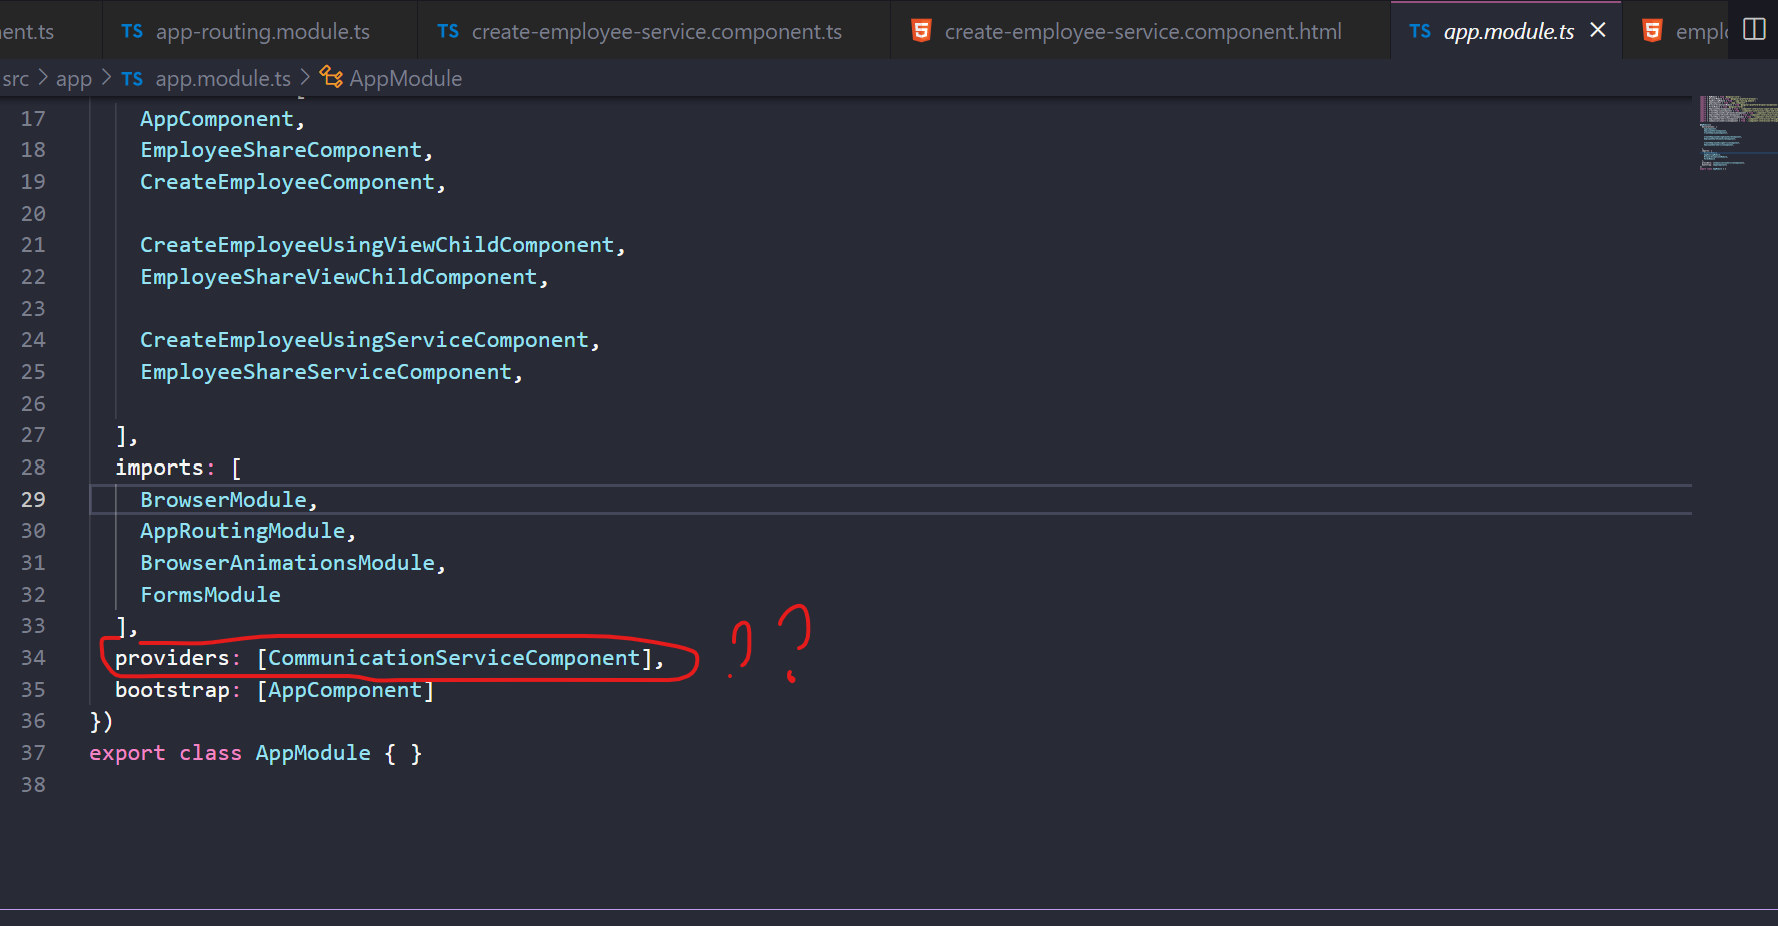 ent.ts TS app-routing.module.ts TS create-employee-service.component.ts create-employee-service.component.html TS app.module.ts × emplo
src > app > TS app.module.ts > AppModule
17 AppComponent,
18 EmployeeShareComponent,
19 CreateEmployeeComponent,
20
21 CreateEmployeeUsingViewChildComponent,
22 EmployeeShareViewChildComponent,
23
24 CreateEmployeeUsingServiceComponent,
25 EmployeeShareServiceComponent,
26
27 ],
28 imports: [
29 BrowserModule,
30 AppRoutingModule,
31 BrowserAnimationsModule,
32 FormsModule
33 ],
34 providers: [CommunicationServiceComponent], ??
35 bootstrap: [AppComponent]
36 })
37 export class AppModule { }
38